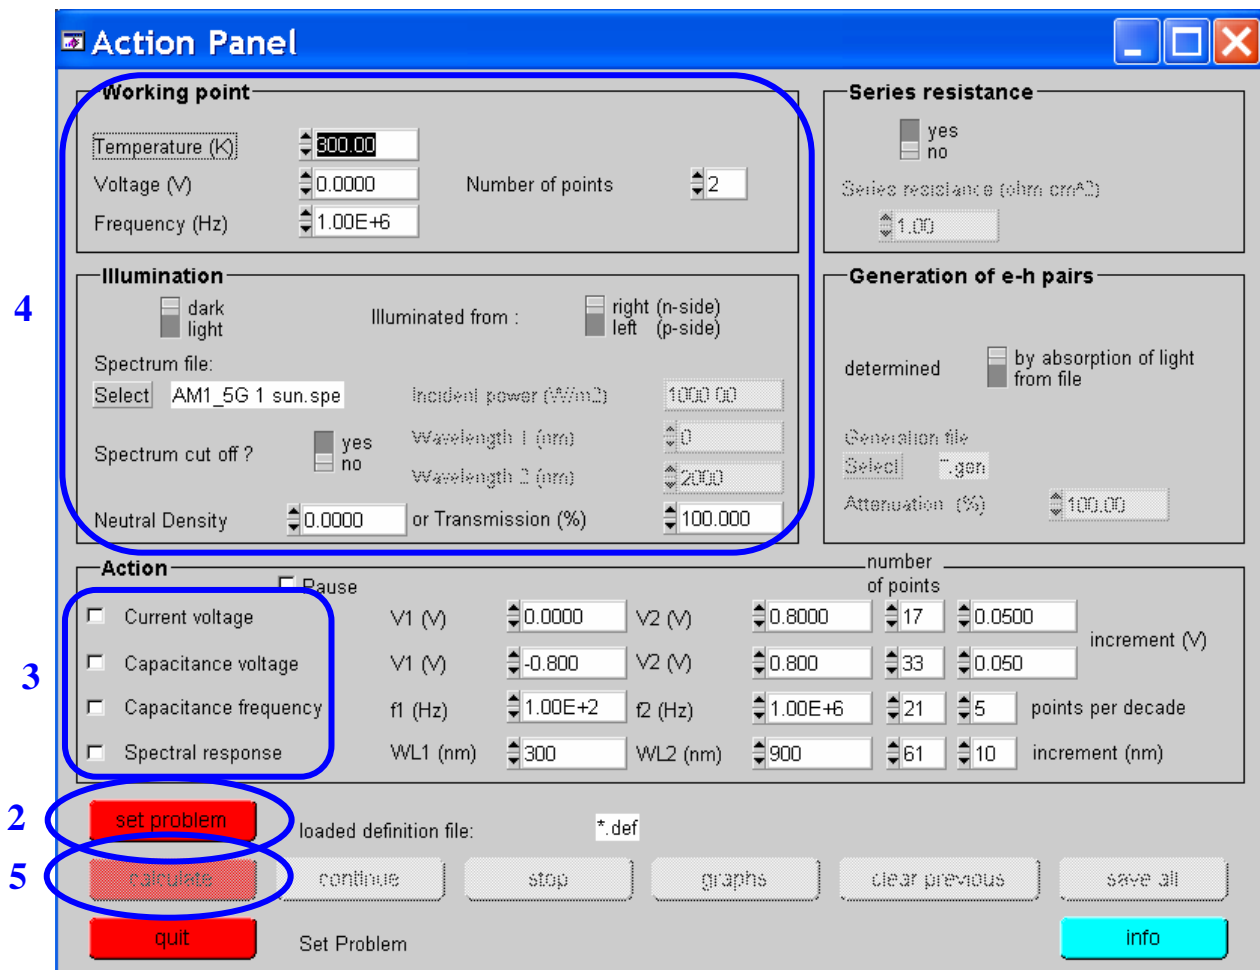 Action Panel
Working point
Temperature (K) 300.00
Voltage (V) 0.0000 Number of points 2
Frequency (Hz) 1.00E+6
Series resistance
yes
no
Series resistance (ohm cm^2)
1.00
4
Illumination
dark
light
Illuminated from :
right (n-side)
left (p-side)
Spectrum file:
Select AM1_5G 1 sun.spe
Incident power (W/m2) 1000.00
Spectrum cut off ?
yes
no
Wavelength 1 (nm) 0
Wavelength 2 (nm) 2000
Neutral Density 0.0000 or Transmission (%) 100.000
Generation of e-h pairs
determined
by absorption of light
from file
Generation file
Select *.gen
Attenuation (%) 100.00
3
Action
Pause
number
of points
Current voltage V1 (V) 0.0000 V2 (V) 0.8000 17 0.0500
increment (V)
Capacitance voltage V1 (V) -0.800 V2 (V) 0.800 33 0.050
Capacitance frequency f1 (Hz) 1.00E+2 f2 (Hz) 1.00E+6 21 5 points per decade
Spectral response WL1 (nm) 300 WL2 (nm) 900 61 10 increment (nm)
2 set problem loaded definition file: *.def
5 calculate continue stop graphs clear previous save all
quit Set Problem info